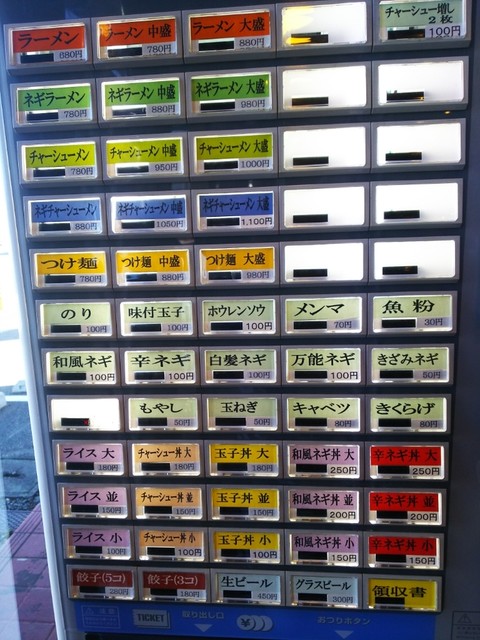 ラーメン 680円
ラーメン 中盛 780円
ラーメン 大盛 880円
チャーシュー増し
2枚
100円
ネギラーメン 780円
ネギラーメン 中盛 880円
ネギラーメン 大盛 980円
チャーシューメン 780円
チャーシューメン 中盛 950円
チャーシューメン 大盛 1000円
ネギチャーシューメン 880円
ネギチャーシューメン 中盛 1050円
ネギチャーシューメン 大盛 1,100円
つけ麺 780円
つけ麺 中盛 880円
つけ麺 大盛 980円
のり 100円
味付玉子 100円
ホウレンソウ 100円
メンマ 70円
魚粉 30円
和風ネギ 100円
辛ネギ 100円
白髪ネギ 100円
万能ネギ 100円
きざみネギ 50円
もやし 50円
玉ねぎ 50円
キャベツ 80円
きくらげ 80円
ライス 大 180円
チャーシュー丼 大 180円
玉子丼 大 180円
和風ネギ丼 大 250円
辛ネギ丼 大 250円
ライス 並 150円
チャーシュー丼 並 150円
玉子丼 並 150円
和風ネギ丼 並 200円
辛ネギ丼 並 200円
ライス 小 100円
チャーシュー丼 小 100円
玉子丼 小 100円
和風ネギ丼 小 150円
辛ネギ丼 小 150円
餃子(5コ) 280円
餃子(3コ) 180円
生ビール 450円
グラスビール 300円
領収書
TICKET
取り出し口
¥
おつりボタン